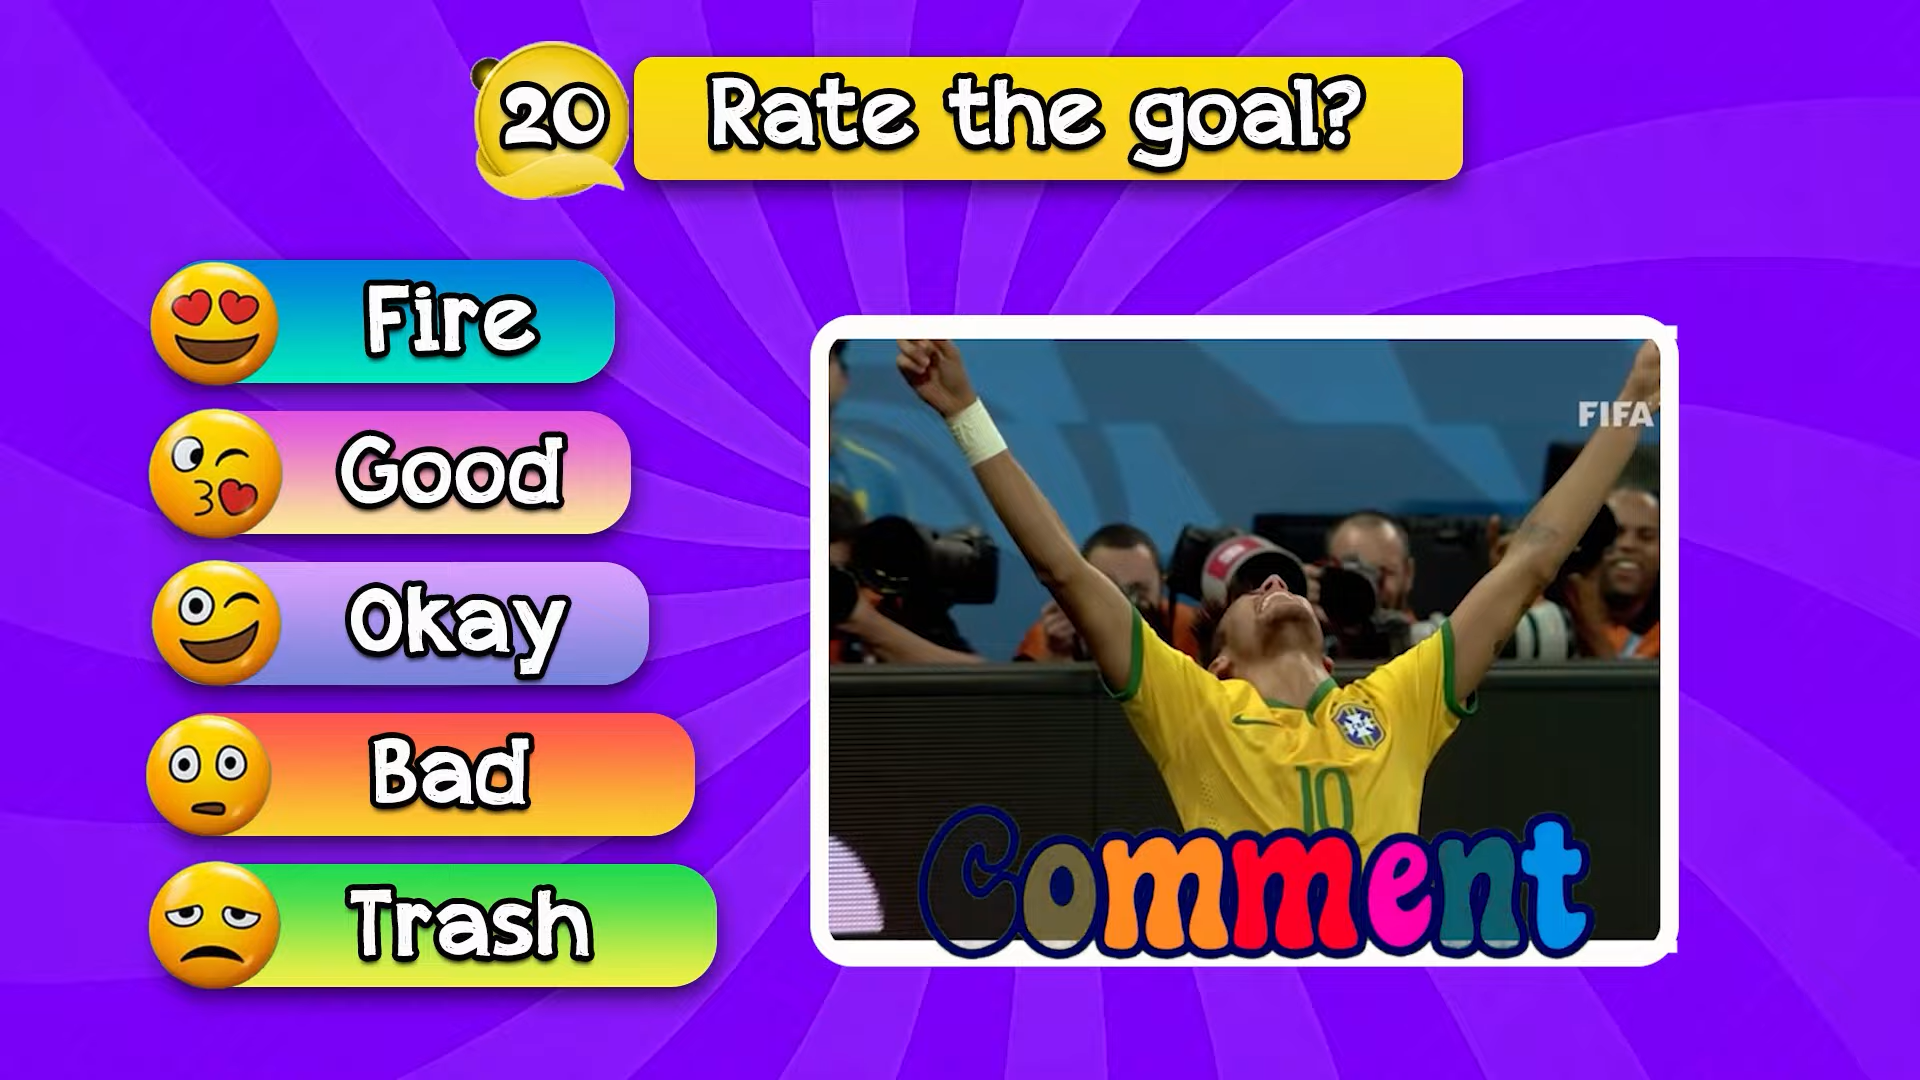 20 Rate the goal?
Fire
Good
Okay
Bad
Trash
FIFA
10
Comment